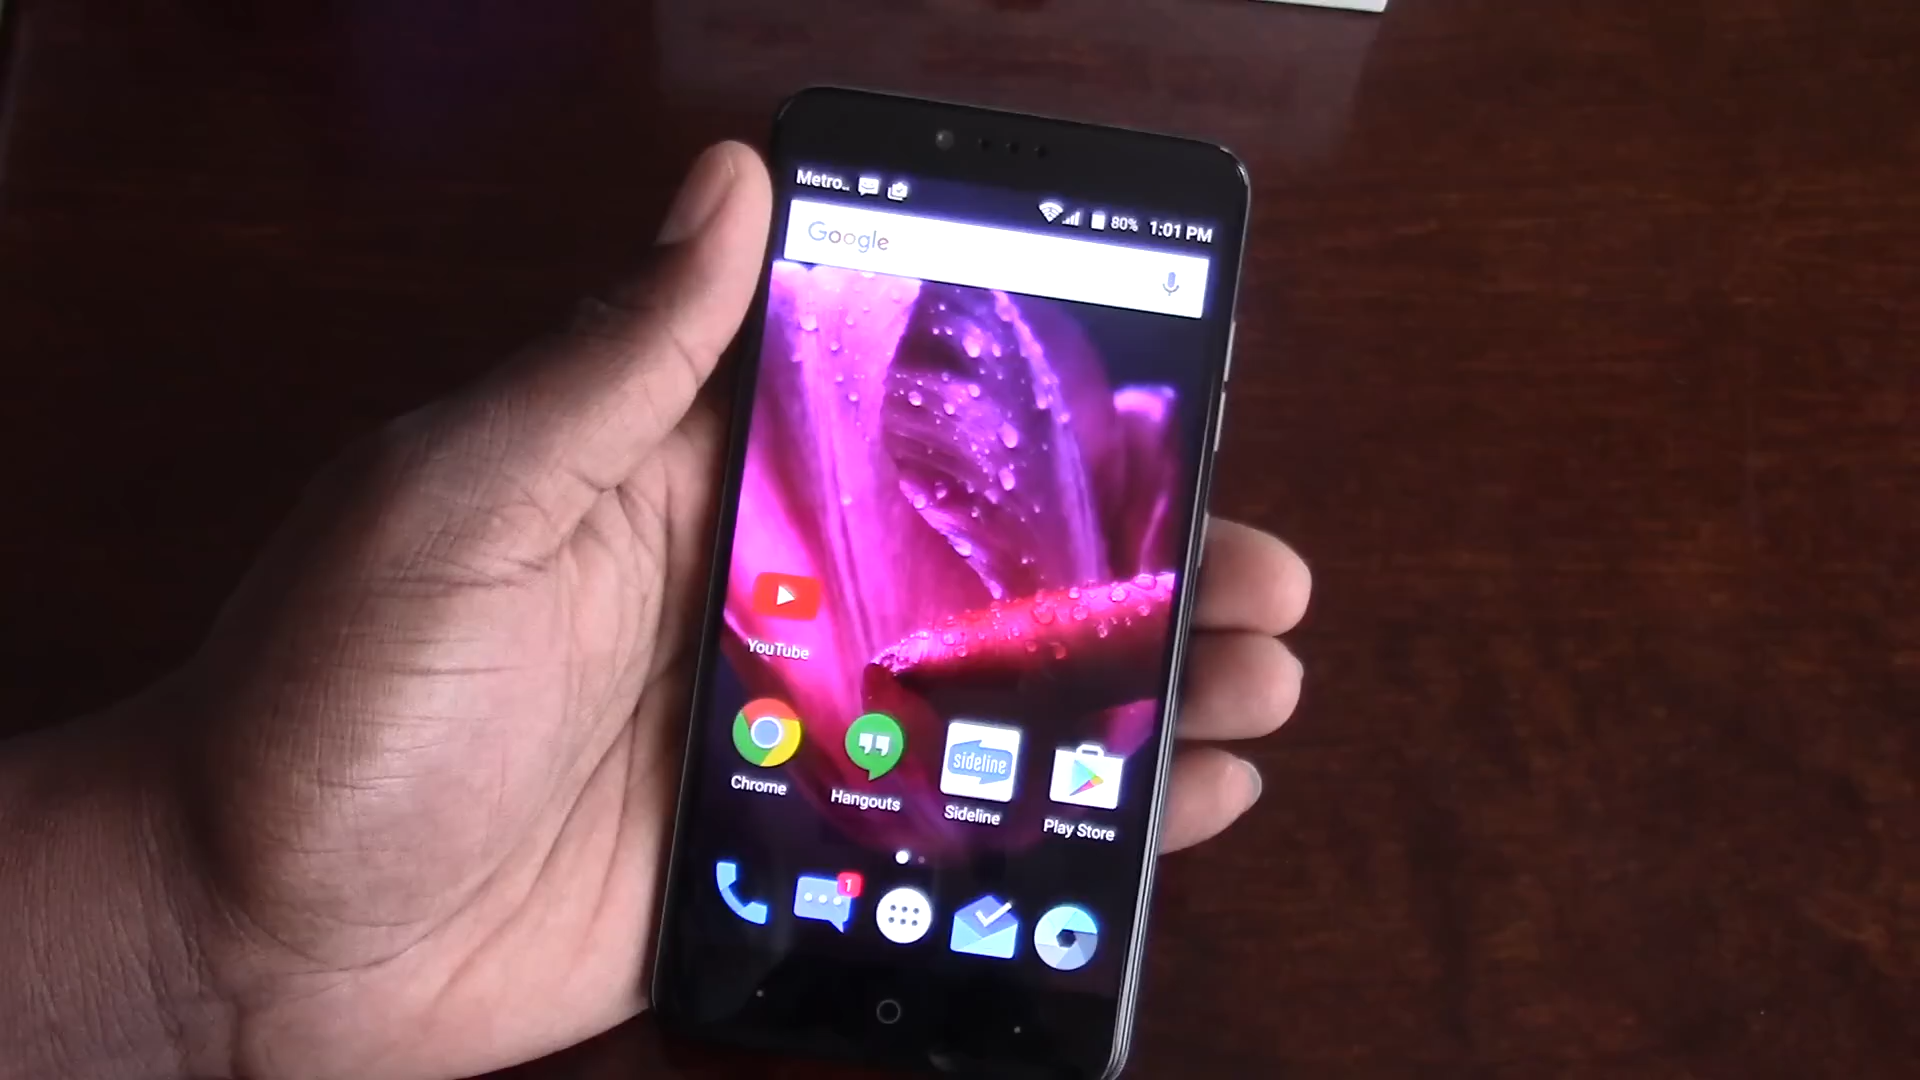 Metro..
80% 1:01 PM
Google
YouTube
sideline
Chrome
Hangouts
Sideline
Play Store
1